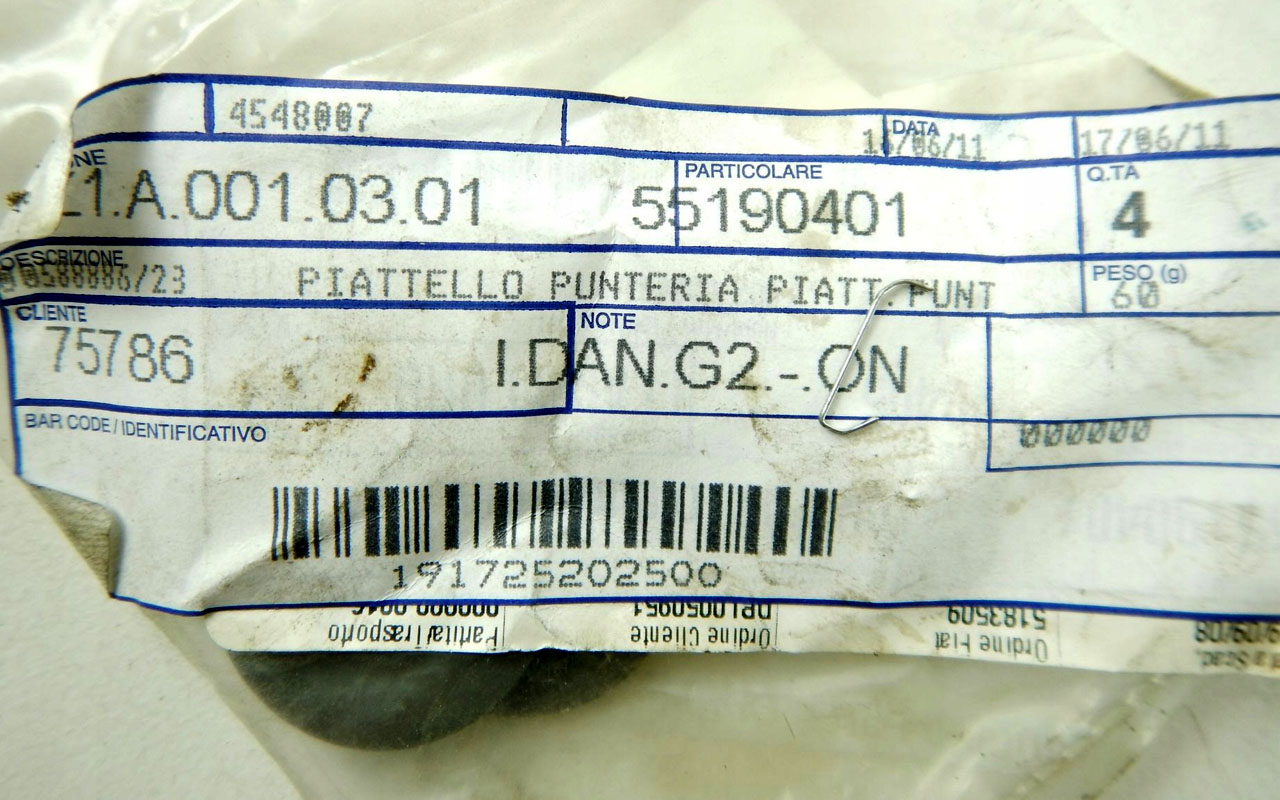 4548007
DATA
/06/11 17/06/11
1.A.001.03.01
PARTICOLARE
55190401
Q.TA
4
DESCRIZIONE
PIATTELLO PUNTERIA PIATT.PUNT
PESO (g)
60
CLIENTE
75786
NOTE
I.DAN.G2.-.ON
BAR CODE / IDENTIFICATIVO
000000
191725202500
Partita/Trasporto
Ordine Cliente
Ordine Fiat
5183509